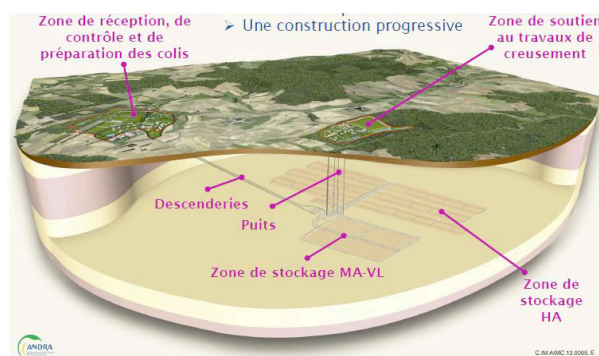 Zone de réception, de
contrôle et de
préparation des colis
➢ Une construction progressive
Zone de soutien
au travaux de
creusement
Descenderies
Puits
Zone de stockage MA-VL
Zone de
stockage
HA
ANDRA
C.IM.AIMC.13.0005.E